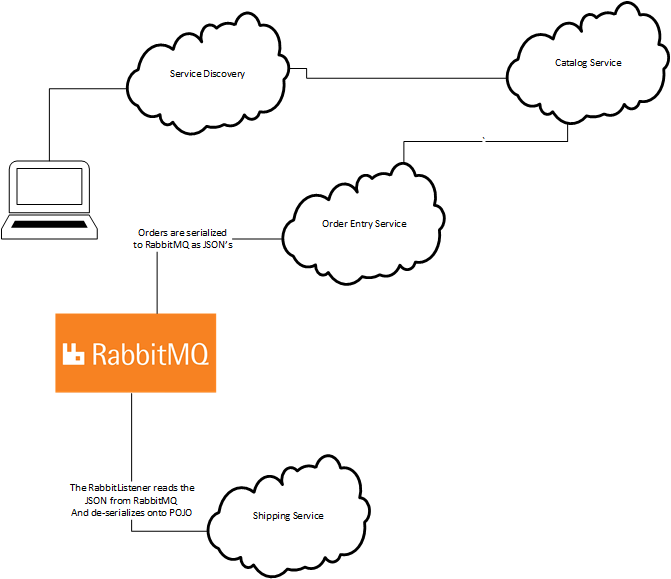 Service Discovery
Catalog Service
Order Entry Service
Orders are serialized
to RabbitMQ as JSON's
RabbitMQ
The RabbitListener reads the
JSON from RabbitMQ
And de-serializes onto POJO
Shipping Service